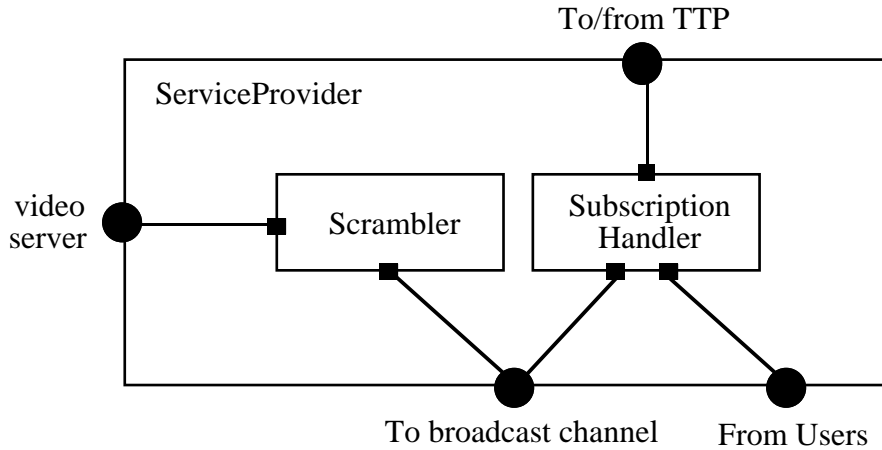 To/from TTP
ServiceProvider
video
server
Scrambler
Subscription
Handler
To broadcast channel
From Users